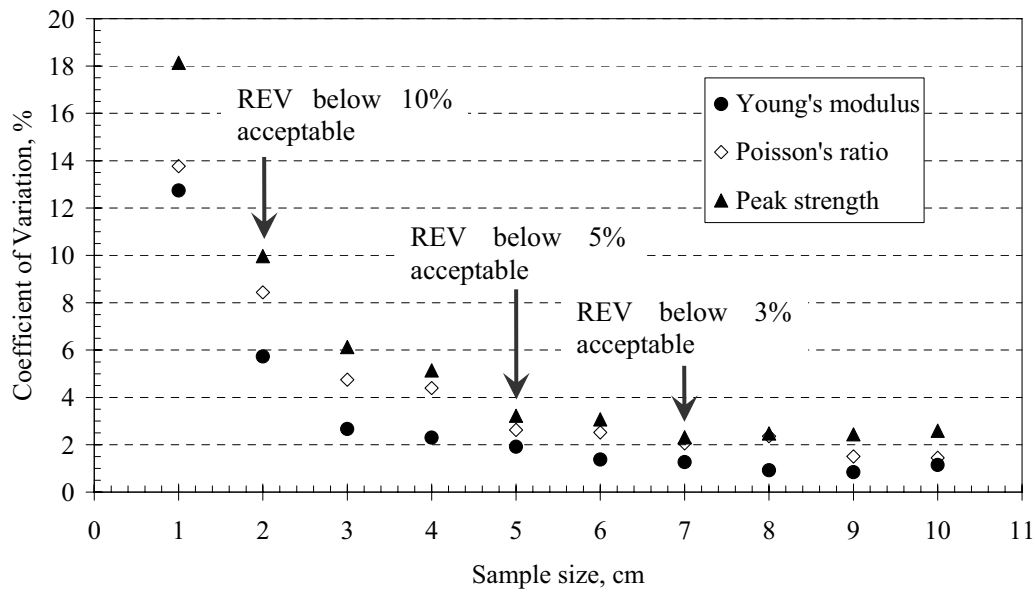 20
18
16
14
12
10
8
6
4
2
0
Coefficient of Variation, %
REV below 10%
acceptable
REV below 5%
acceptable
REV below 3%
acceptable
Young's modulus
Poisson's ratio
Peak strength
0 1 2 3 4 5 6 7 8 9 10 11
Sample size, cm